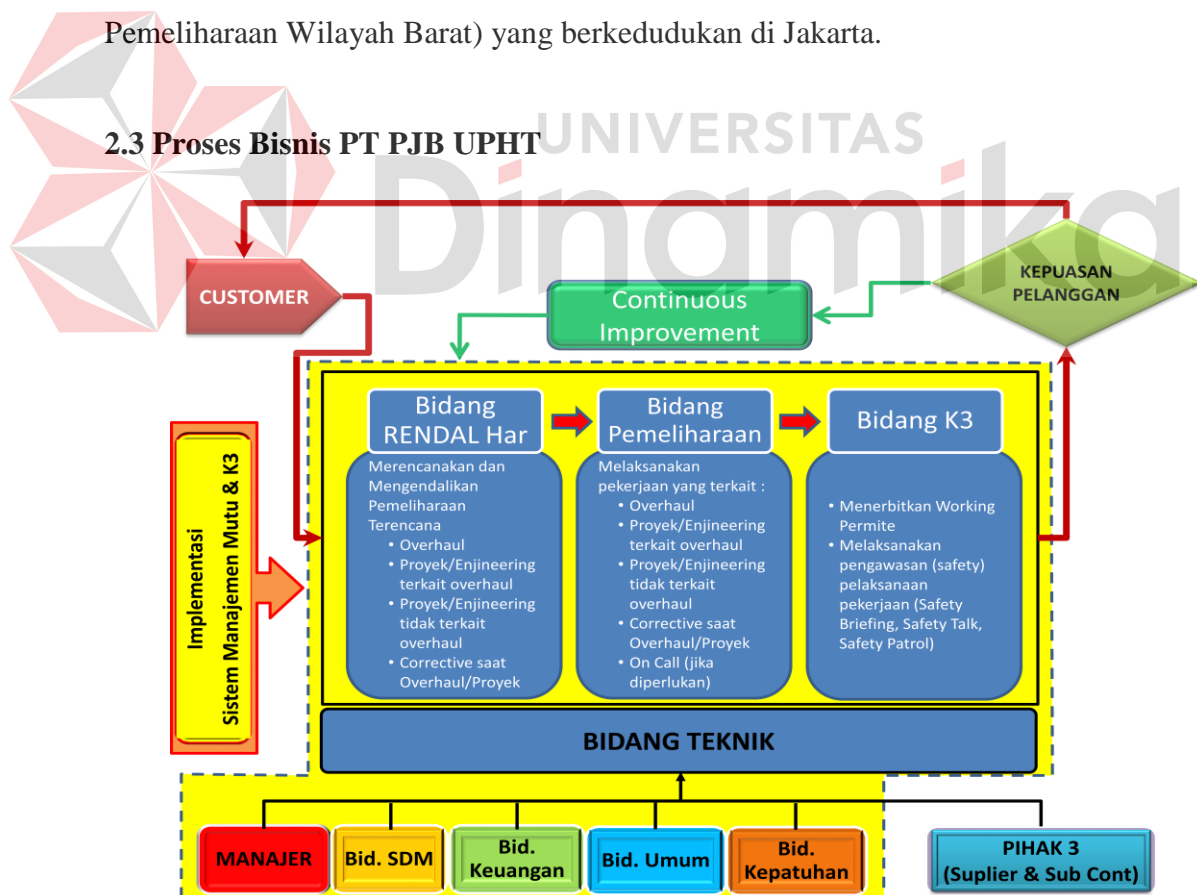 Pemeliharaan Wilayah Barat) yang berkedudukan di Jakarta.
2.3 Proses Bisnis PT PJB UPHT
UNIVERSITAS
Dinamika
CUSTOMER
Continuous
Improvement
KEPUASAN
PELANGGAN
Implementasi
Sistem Manajemen Mutu & K3
Bidang
RENDAL Har
Merencanakan dan
Mengendalikan
Pemeliharaan
Terencana
• Overhaul
• Proyek/Enjineering
terkait overhaul
• Proyek/Enjineering
tidak terkait
overhaul
• Corrective saat
Overhaul/Proyek
Bidang
Pemeliharaan
Melaksanakan
pekerjaan yang terkait :
• Overhaul
• Proyek/Enjineering
terkait overhaul
• Proyek/Enjineering
tidak terkait
overhaul
• Corrective saat
Overhaul/Proyek
• On Call (jika
diperlukan)
Bidang K3
• Menerbitkan Working
Permite
• Melaksanakan
pengawasan (safety)
pelaksanaan
pekerjaan (Safety
Briefing, Safety Talk,
Safety Patrol)
BIDANG TEKNIK
MANAJER
Bid. SDM
Bid.
Keuangan
Bid. Umum
Bid.
Kepatuhan
PIHAK 3
(Suplier & Sub Cont)